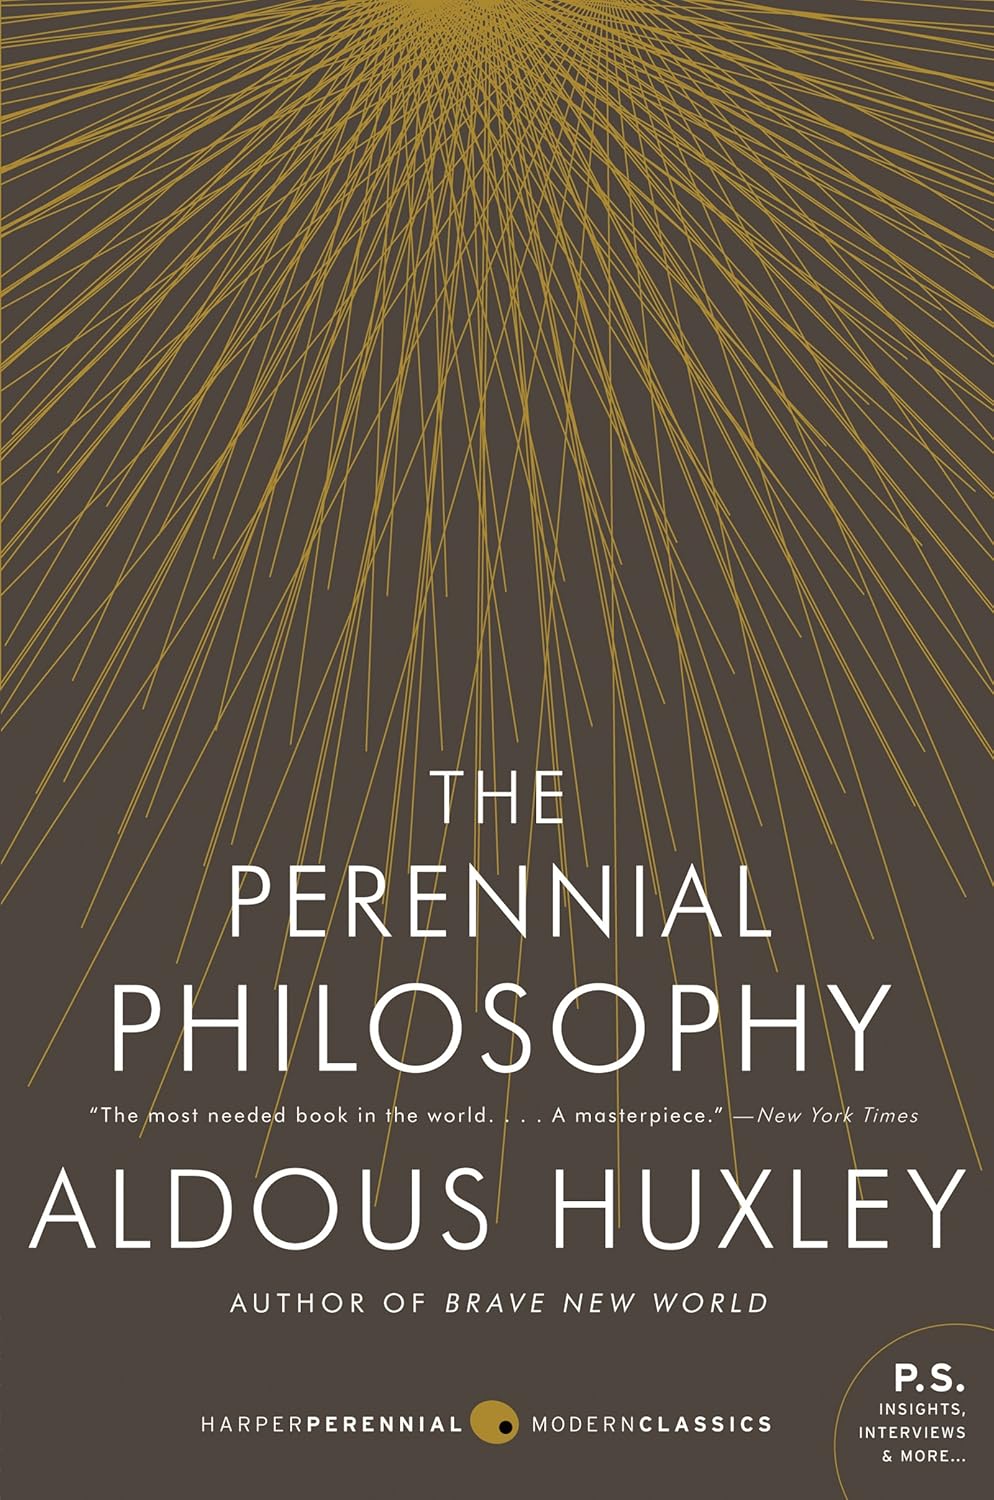 THE
PERENNIAL
PHILOSOPHY
“The most needed book in the world. . . . A masterpiece.” —New York Times
ALDOUS HUXLEY
AUTHOR OF BRAVE NEW WORLD
HARPERPERENNIAL MODERNCLASSICS
P.S.
INSIGHTS,
INTERVIEWS
& MORE...